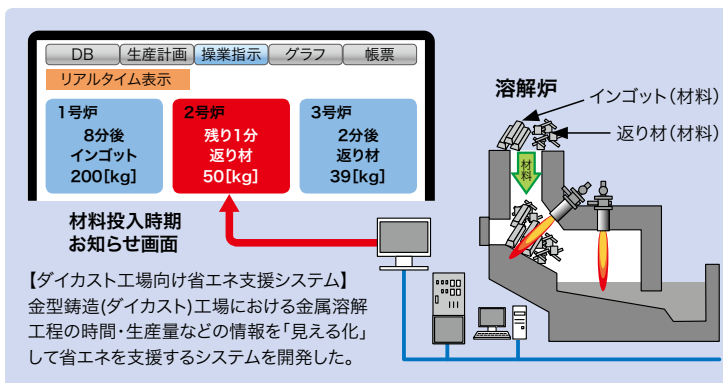 DB 生産計画 操業指示 グラフ 帳票
リアルタイム表示
1号炉
8分後
インゴット
200[kg]
2号炉
残り1分
返り材
50[kg]
3号炉
2分後
返り材
39[kg]
材料投入時期
お知らせ画面
溶解炉
インゴット(材料)
返り材(材料)
材料
【ダイカスト工場向け省エネ支援システム】
金型鋳造(ダイカスト)工場における金属溶解
工程の時間・生産量などの情報を「見える化」
して省エネを支援するシステムを開発した。